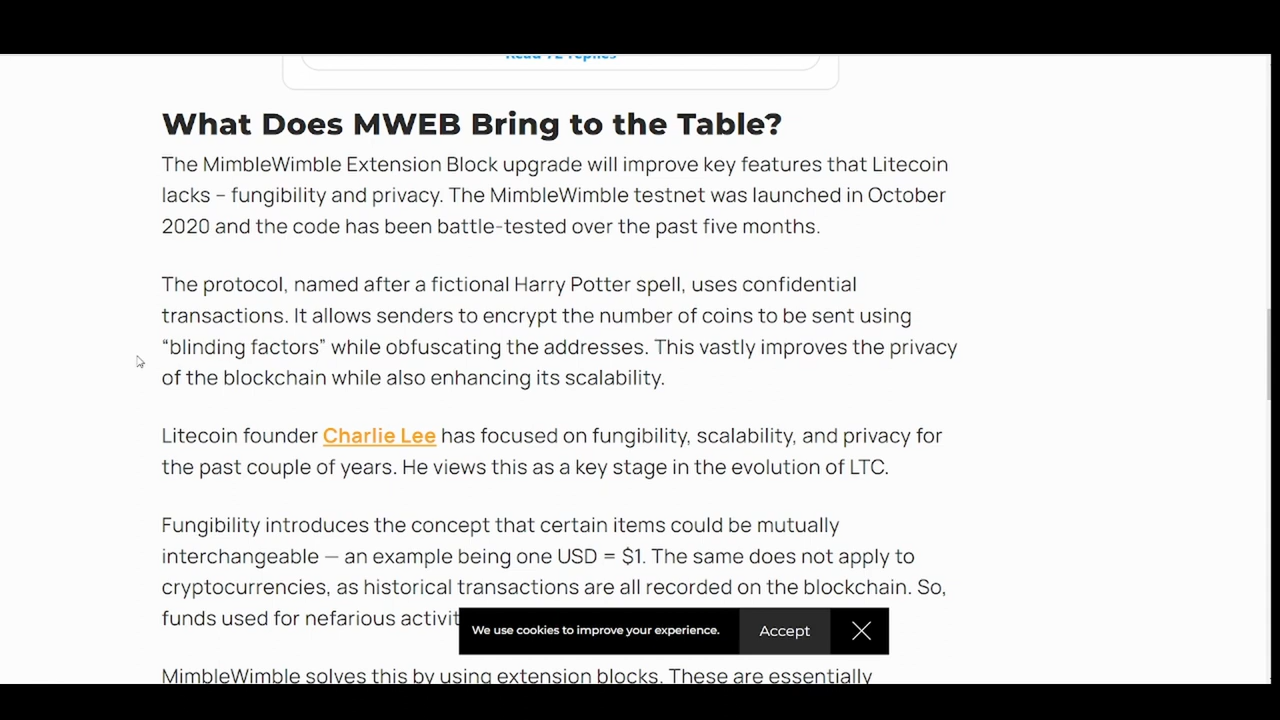 Read 72 replies
What Does MWEB Bring to the Table?
The MimbleWimble Extension Block upgrade will improve key features that Litecoin
lacks – fungibility and privacy. The MimbleWimble testnet was launched in October
2020 and the code has been battle-tested over the past five months.
The protocol, named after a fictional Harry Potter spell, uses confidential
transactions. It allows senders to encrypt the number of coins to be sent using
“blinding factors” while obfuscating the addresses. This vastly improves the privacy
of the blockchain while also enhancing its scalability.
Litecoin founder Charlie Lee has focused on fungibility, scalability, and privacy for
the past couple of years. He views this as a key stage in the evolution of LTC.
Fungibility introduces the concept that certain items could be mutually
interchangeable — an example being one USD = $1. The same does not apply to
cryptocurrencies, as historical transactions are all recorded on the blockchain. So,
funds used for nefarious
We use cookies to improve your experience. Accept
MimbleWimble solves this by using extension blocks. These are essentially